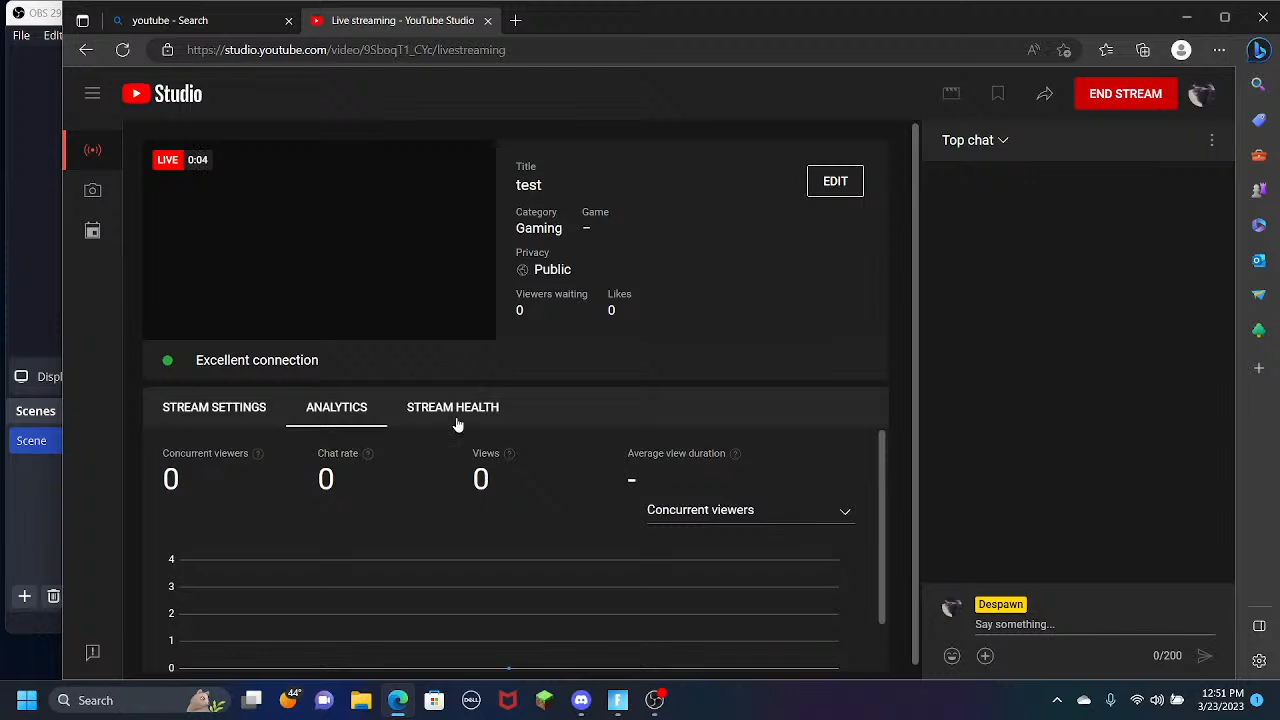 OBS 29
youtube - Search
Live streaming - YouTube Studio
File
Edit
https://studio.youtube.com/video/9SboqT1_CYc/livestreaming
Studio
END STREAM
LIVE 0:04
Title
test
EDIT
Category Game
Gaming –
Privacy
Public
Viewers waiting Likes
0 0
Excellent connection
Top chat
STREAM SETTINGS ANALYTICS STREAM HEALTH
Concurrent viewers Chat rate Views Average view duration
0 0 0 -
Concurrent viewers
4
3
2
1
0
Scenes
Scene
Despawn
Say something...
0/200
Search
44°
12:51 PM
3/23/2023
1